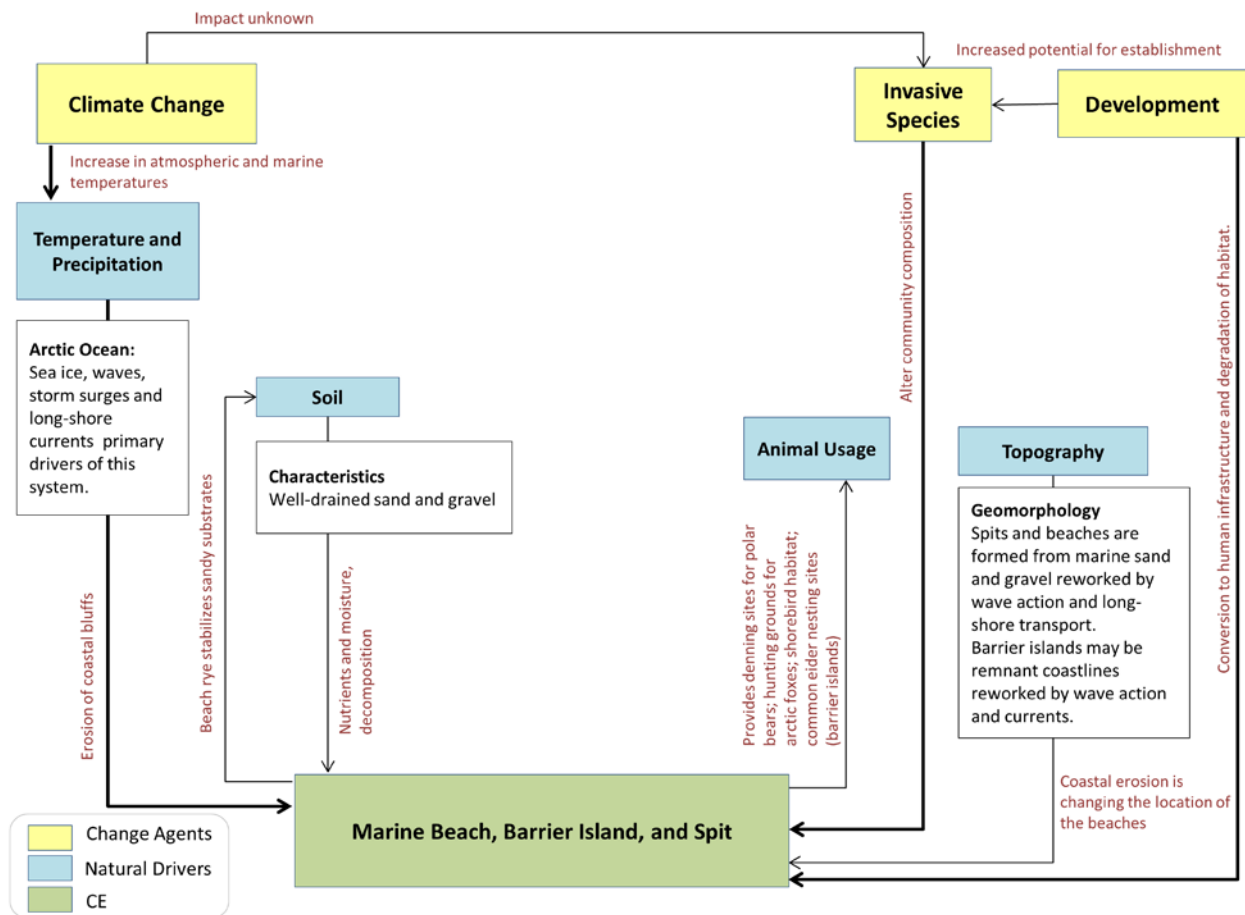 Impact unknown
Increased potential for establishment
Climate Change
Invasive
Species
Development
Increase in atmospheric and marine
temperatures
Temperature and
Precipitation
Arctic Ocean:
Sea ice, waves,
storm surges and
long-shore
currents primary
drivers of this
system.
Erosion of coastal bluffs
Beach rye stabilizes sandy substrates
Soil
Characteristics
Well-drained sand and gravel
Nutrients and moisture,
decomposition
Animal Usage
Provides denning sites for polar
bears; hunting grounds for
arctic foxes; shorebird habitat;
common eider nesting sites
(barrier islands)
Alter community composition
Topography
Geomorphology
Spits and beaches are
formed from marine sand
and gravel reworked by
wave action and long-
shore transport.
Barrier islands may be
remnant coastlines
reworked by wave action
and currents.
Conversion to human infrastructure and degradation of habitat.
Coastal erosion is
changing the location of
the beaches
Marine Beach, Barrier Island, and Spit
Change Agents
Natural Drivers
CE